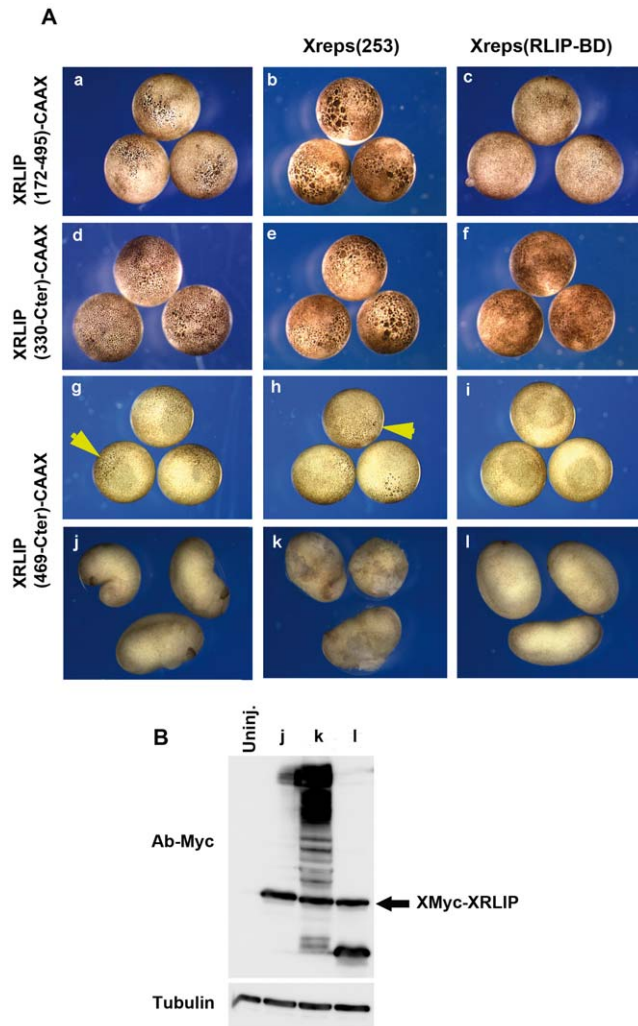 A
Xreps(253) Xreps(RLIP-BD)
XRLIP
(172-495)-CAAX
a b c
XRLIP
(330-Cter)-CAAX
d e f
XRLIP
(469-Cter)-CAAX
g h i
j k l
B
Uninj. j k l
Ab-Myc
XMyc-XRLIP
Tubulin